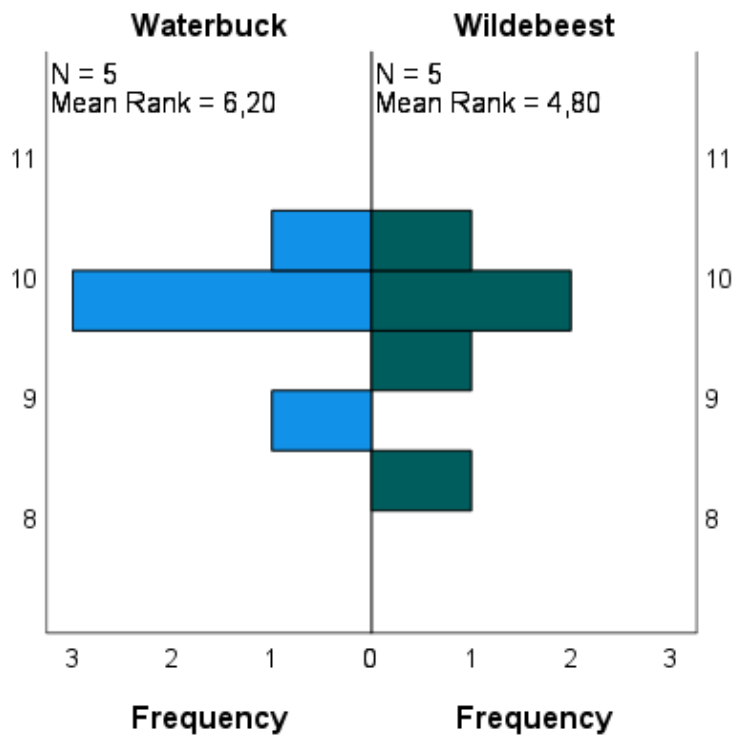 Waterbuck Wildebeest
N = 5 N = 5
Mean Rank = 6,20 Mean Rank = 4,80
11 11
10 10
9 9
8 8
3 2 1 0 1 2 3
Frequency Frequency